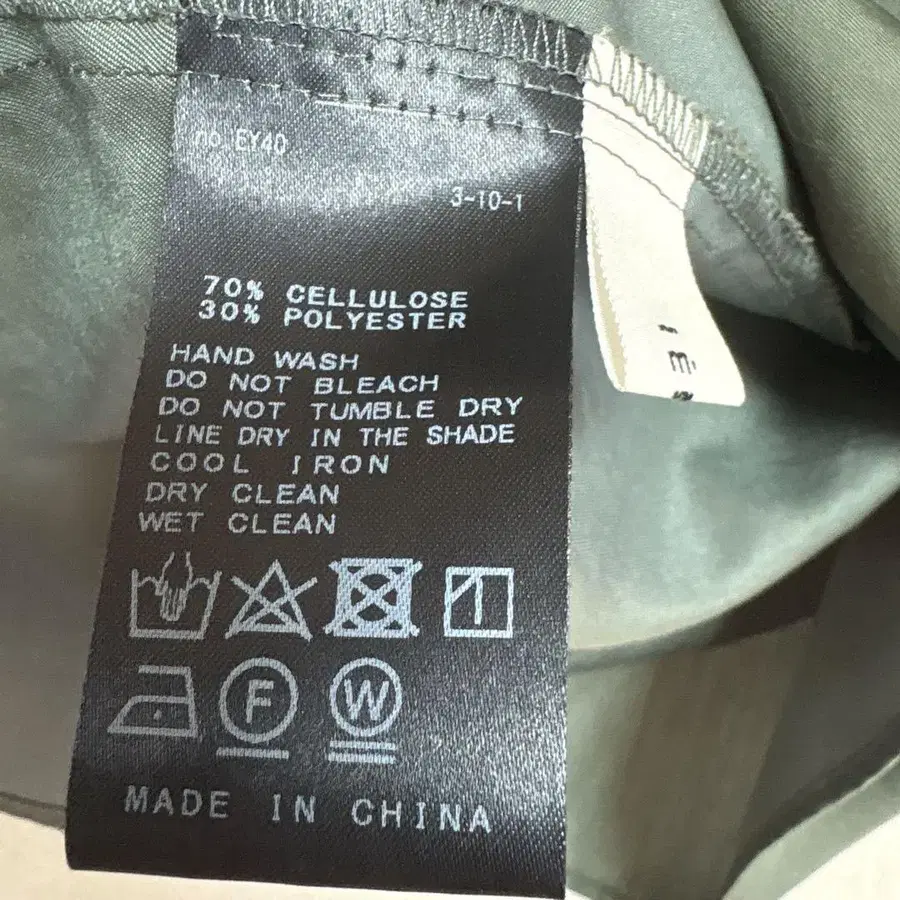 no. EY40
3-10-1
70% CELLULOSE
30% POLYESTER
HAND WASH
DO NOT BLEACH
DO NOT TUMBLE DRY
LINE DRY IN THE SHADE
COOL IRON
DRY CLEAN
WET CLEAN
F
W
MADE IN CHINA